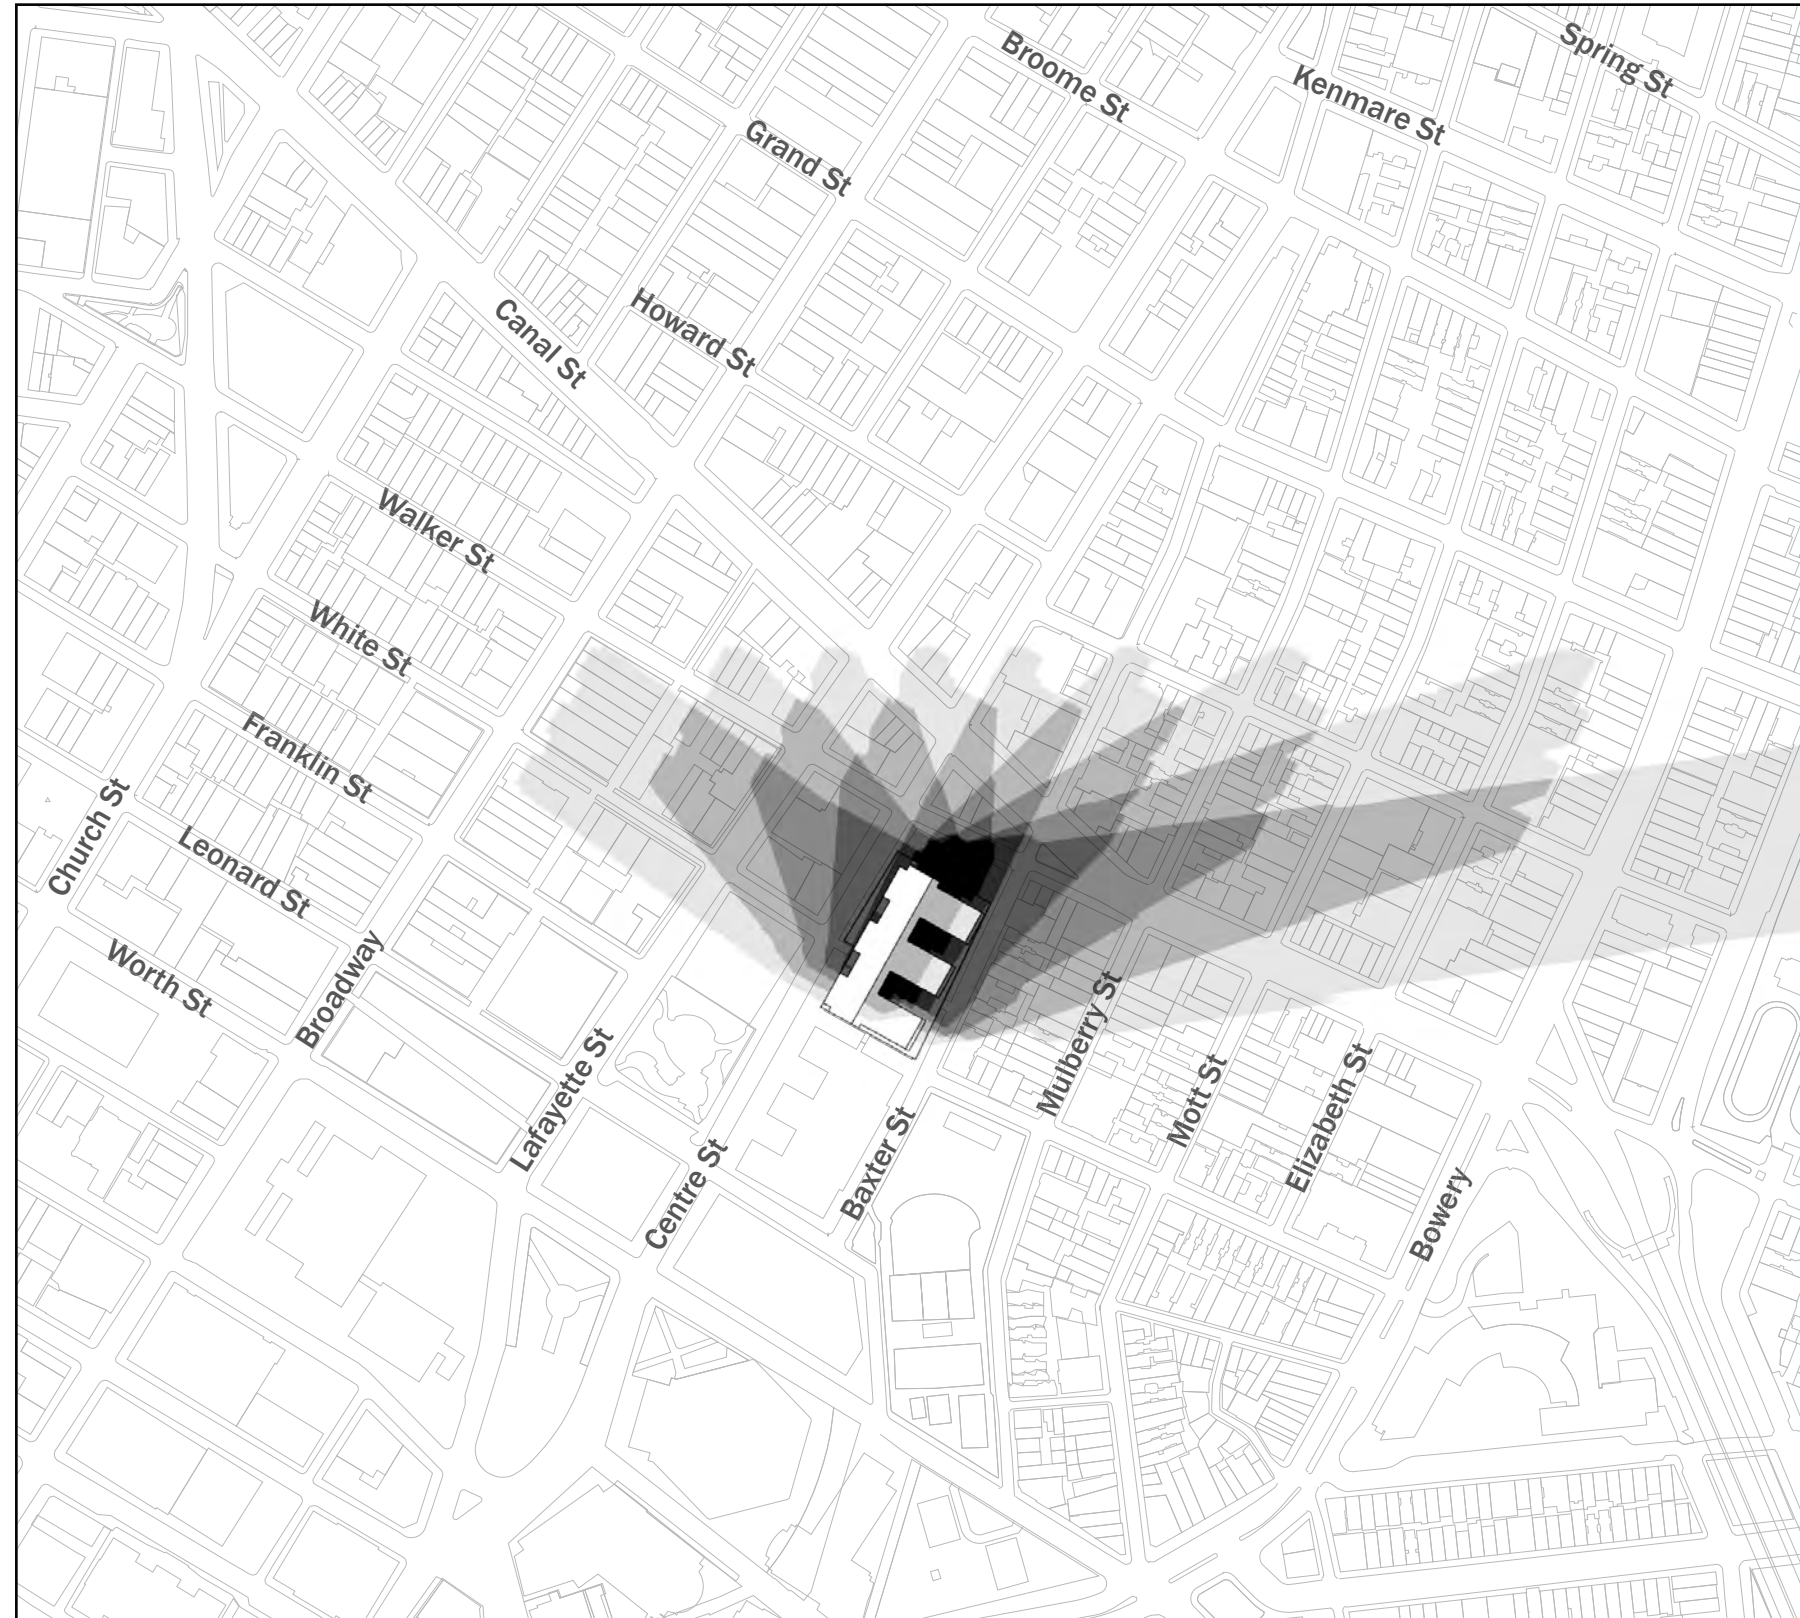 Spring St
Broome St
Kenmare St
Grand St
Howard St
Canal St
Walker St
White St
Franklin St
Church St
Leonard St
Worth St
Broadway
Lafayette St
Centre St
Baxter St
Mulberry St
Mott St
Elizabeth St
Bowery